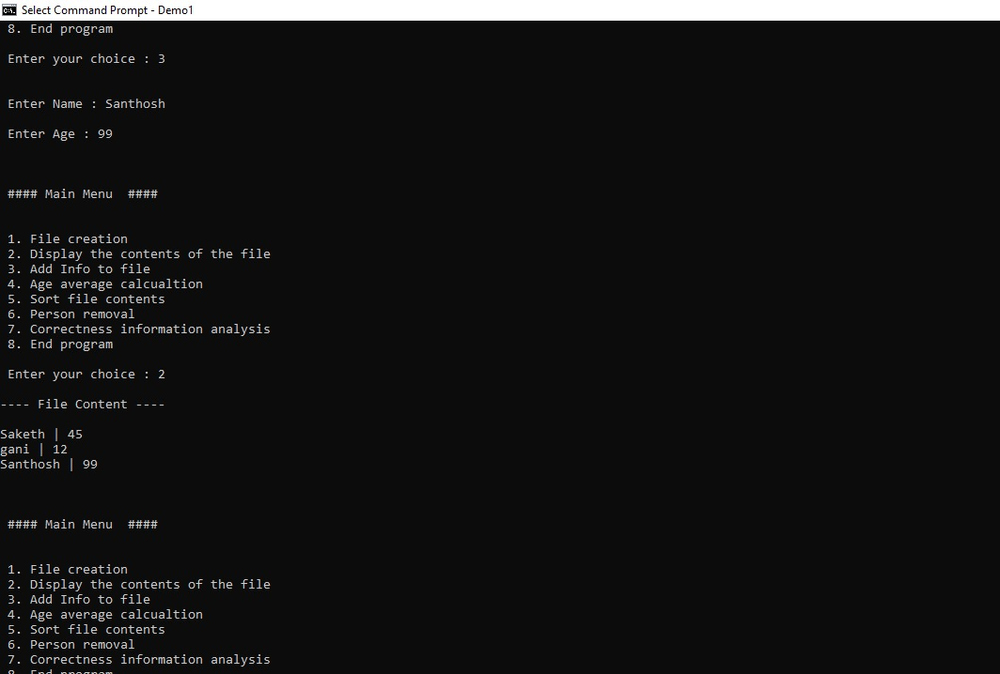 Select Command Prompt - Demo1
8. End program
Enter your choice : 3
Enter Name : Santhosh
Enter Age : 99
#### Main Menu  ####
1. File creation
2. Display the contents of the file
3. Add Info to file
4. Age average calcualtion
5. Sort file contents
6. Person removal
7. Correctness information analysis
8. End program
Enter your choice : 2
---- File Content ----
Saketh | 45
gani | 12
Santhosh | 99
#### Main Menu  ####
1. File creation
2. Display the contents of the file
3. Add Info to file
4. Age average calcualtion
5. Sort file contents
6. Person removal
7. Correctness information analysis
8. End program